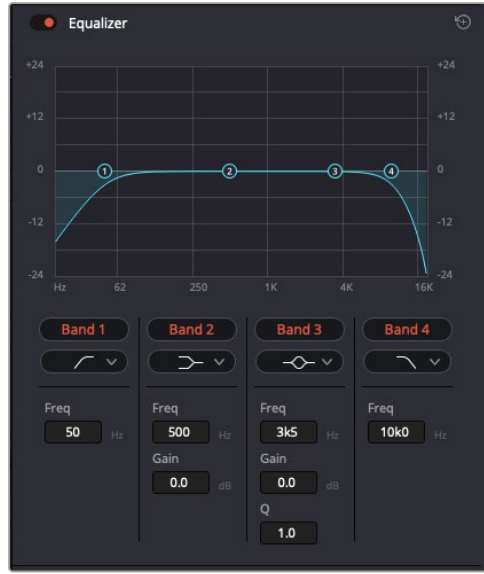 Equalizer
+24 +24
+12 +12
1 2 3 4
0 0
-12 -12
-24 -24
Hz 62 250 1K 4K 16K
Band 1 Band 2 Band 3 Band 4
Freq Freq Freq Freq
50 Hz 500 Hz 3k5 Hz 10k0 Hz
Gain Gain
0.0 dB 0.0 dB
Q
1.0